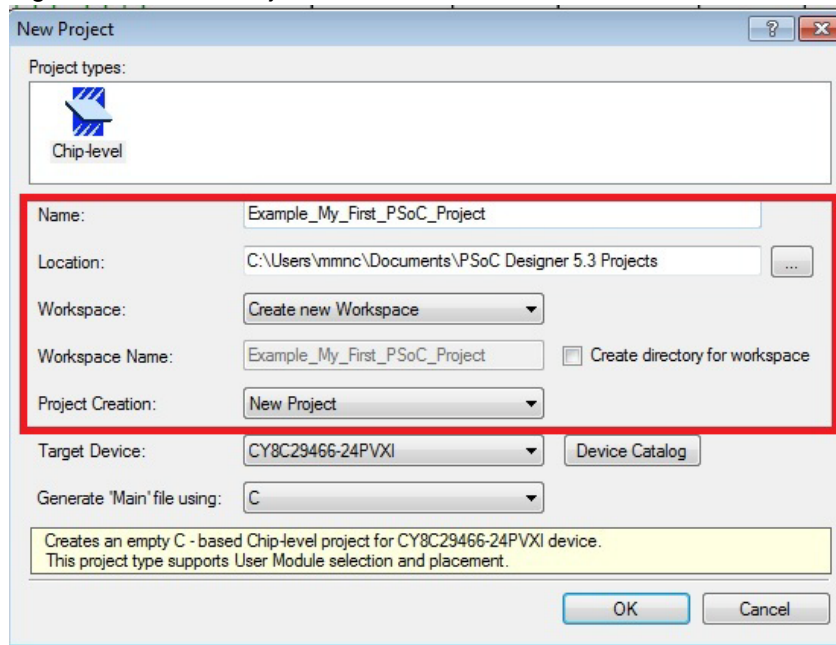 New Project
Project types:
Chip-level
Name: Example_My_First_PSoC_Project
Location: C:\Users\mmnc\Documents\PSoC Designer 5.3 Projects ...
Workspace: Create new Workspace
Workspace Name: Example_My_First_PSoC_Project Create directory for workspace
Project Creation: New Project
Target Device: CY8C29466-24PVXI Device Catalog
Generate 'Main' file using: C
Creates an empty C - based Chip-level project for CY8C29466-24PVXI device.
This project type supports User Module selection and placement.
OK Cancel